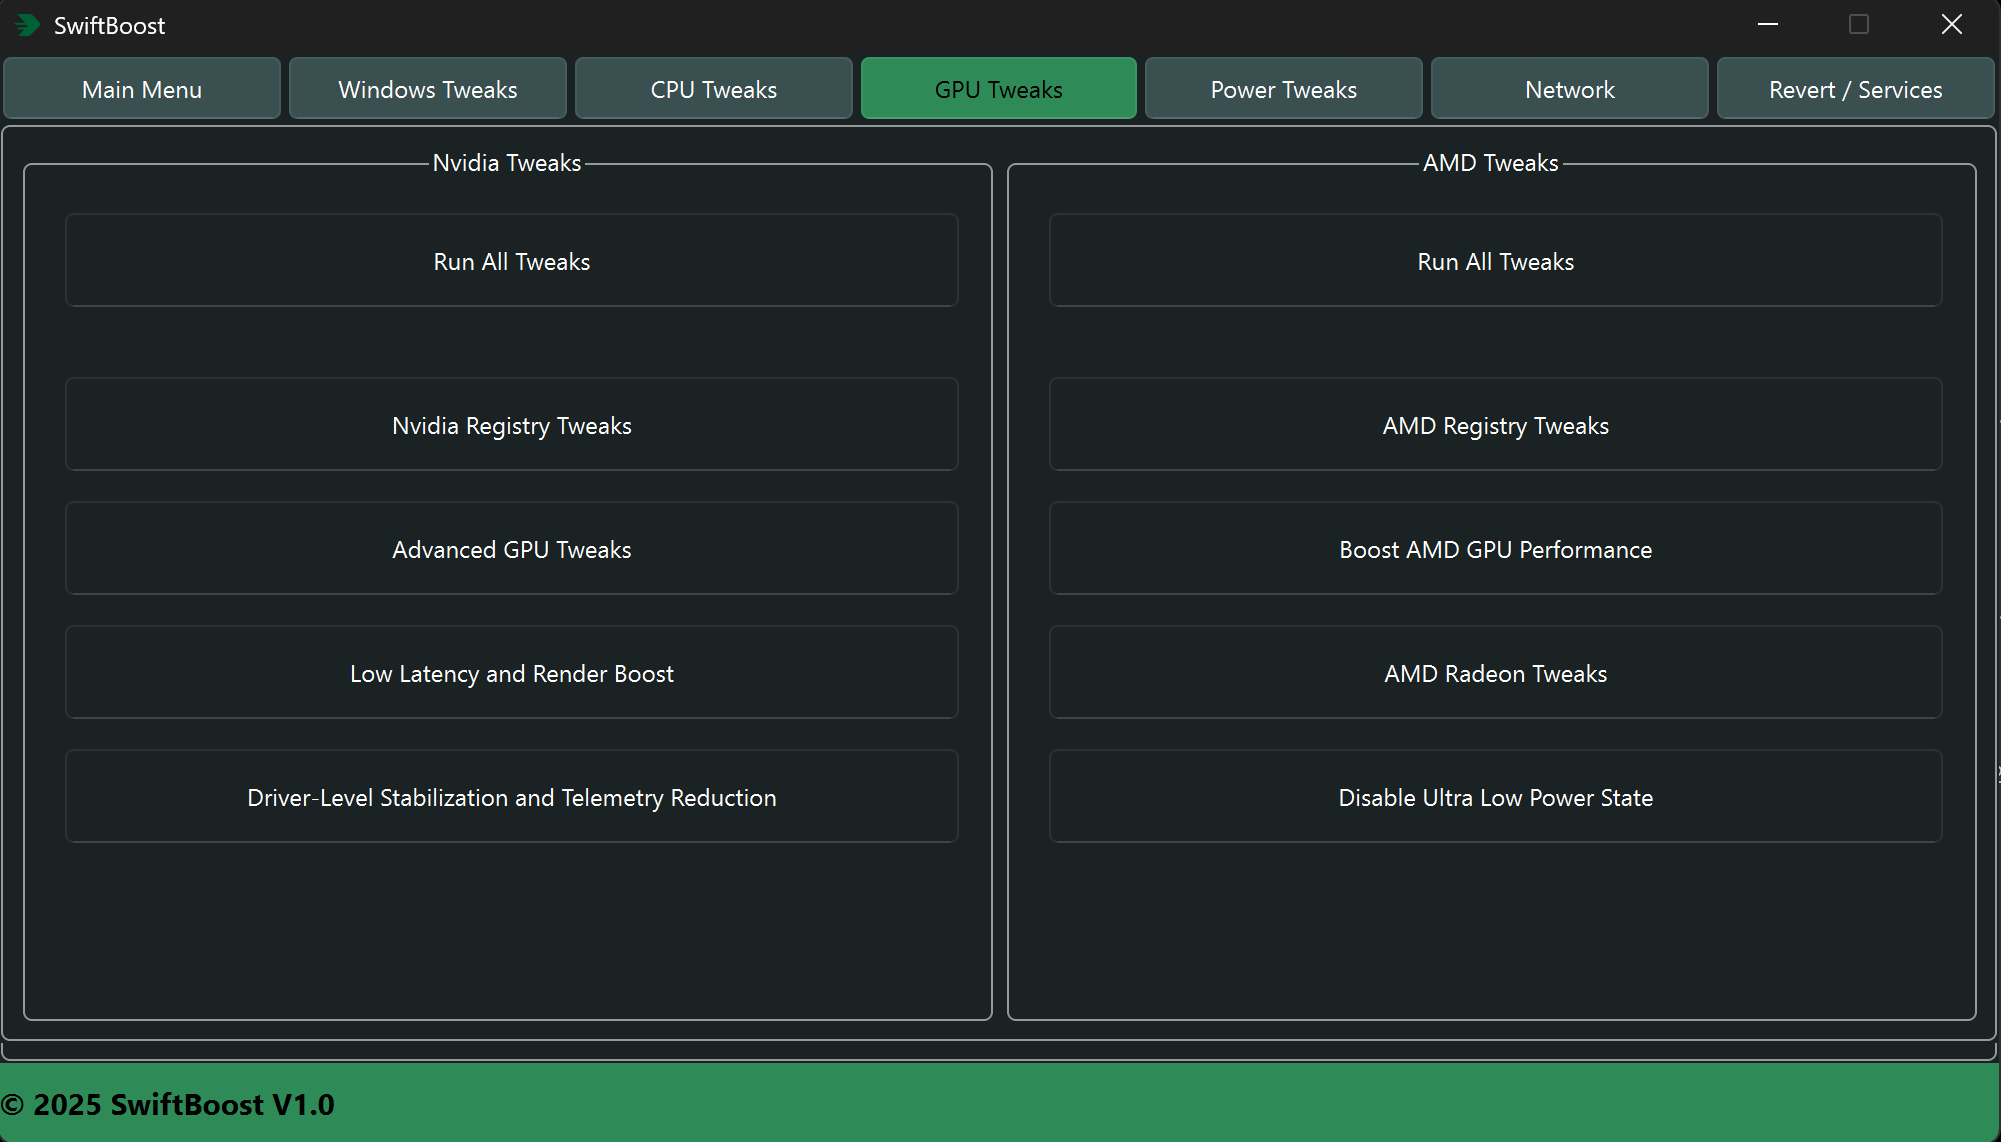 SwiftBoost
Main Menu
Windows Tweaks
CPU Tweaks
GPU Tweaks
Power Tweaks
Network
Revert / Services
Nvidia Tweaks
Run All Tweaks
Nvidia Registry Tweaks
Advanced GPU Tweaks
Low Latency and Render Boost
Driver-Level Stabilization and Telemetry Reduction
AMD Tweaks
Run All Tweaks
AMD Registry Tweaks
Boost AMD GPU Performance
AMD Radeon Tweaks
Disable Ultra Low Power State
© 2025 SwiftBoost V1.0